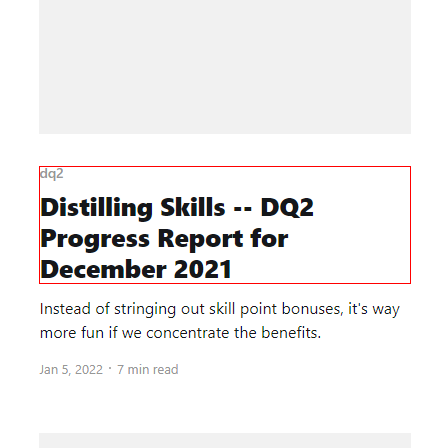 dq2
Distilling Skills -- DQ2
Progress Report for
December 2021
Instead of stringing out skill point bonuses, it's way
more fun if we concentrate the benefits.
Jan 5, 2022 · 7 min read